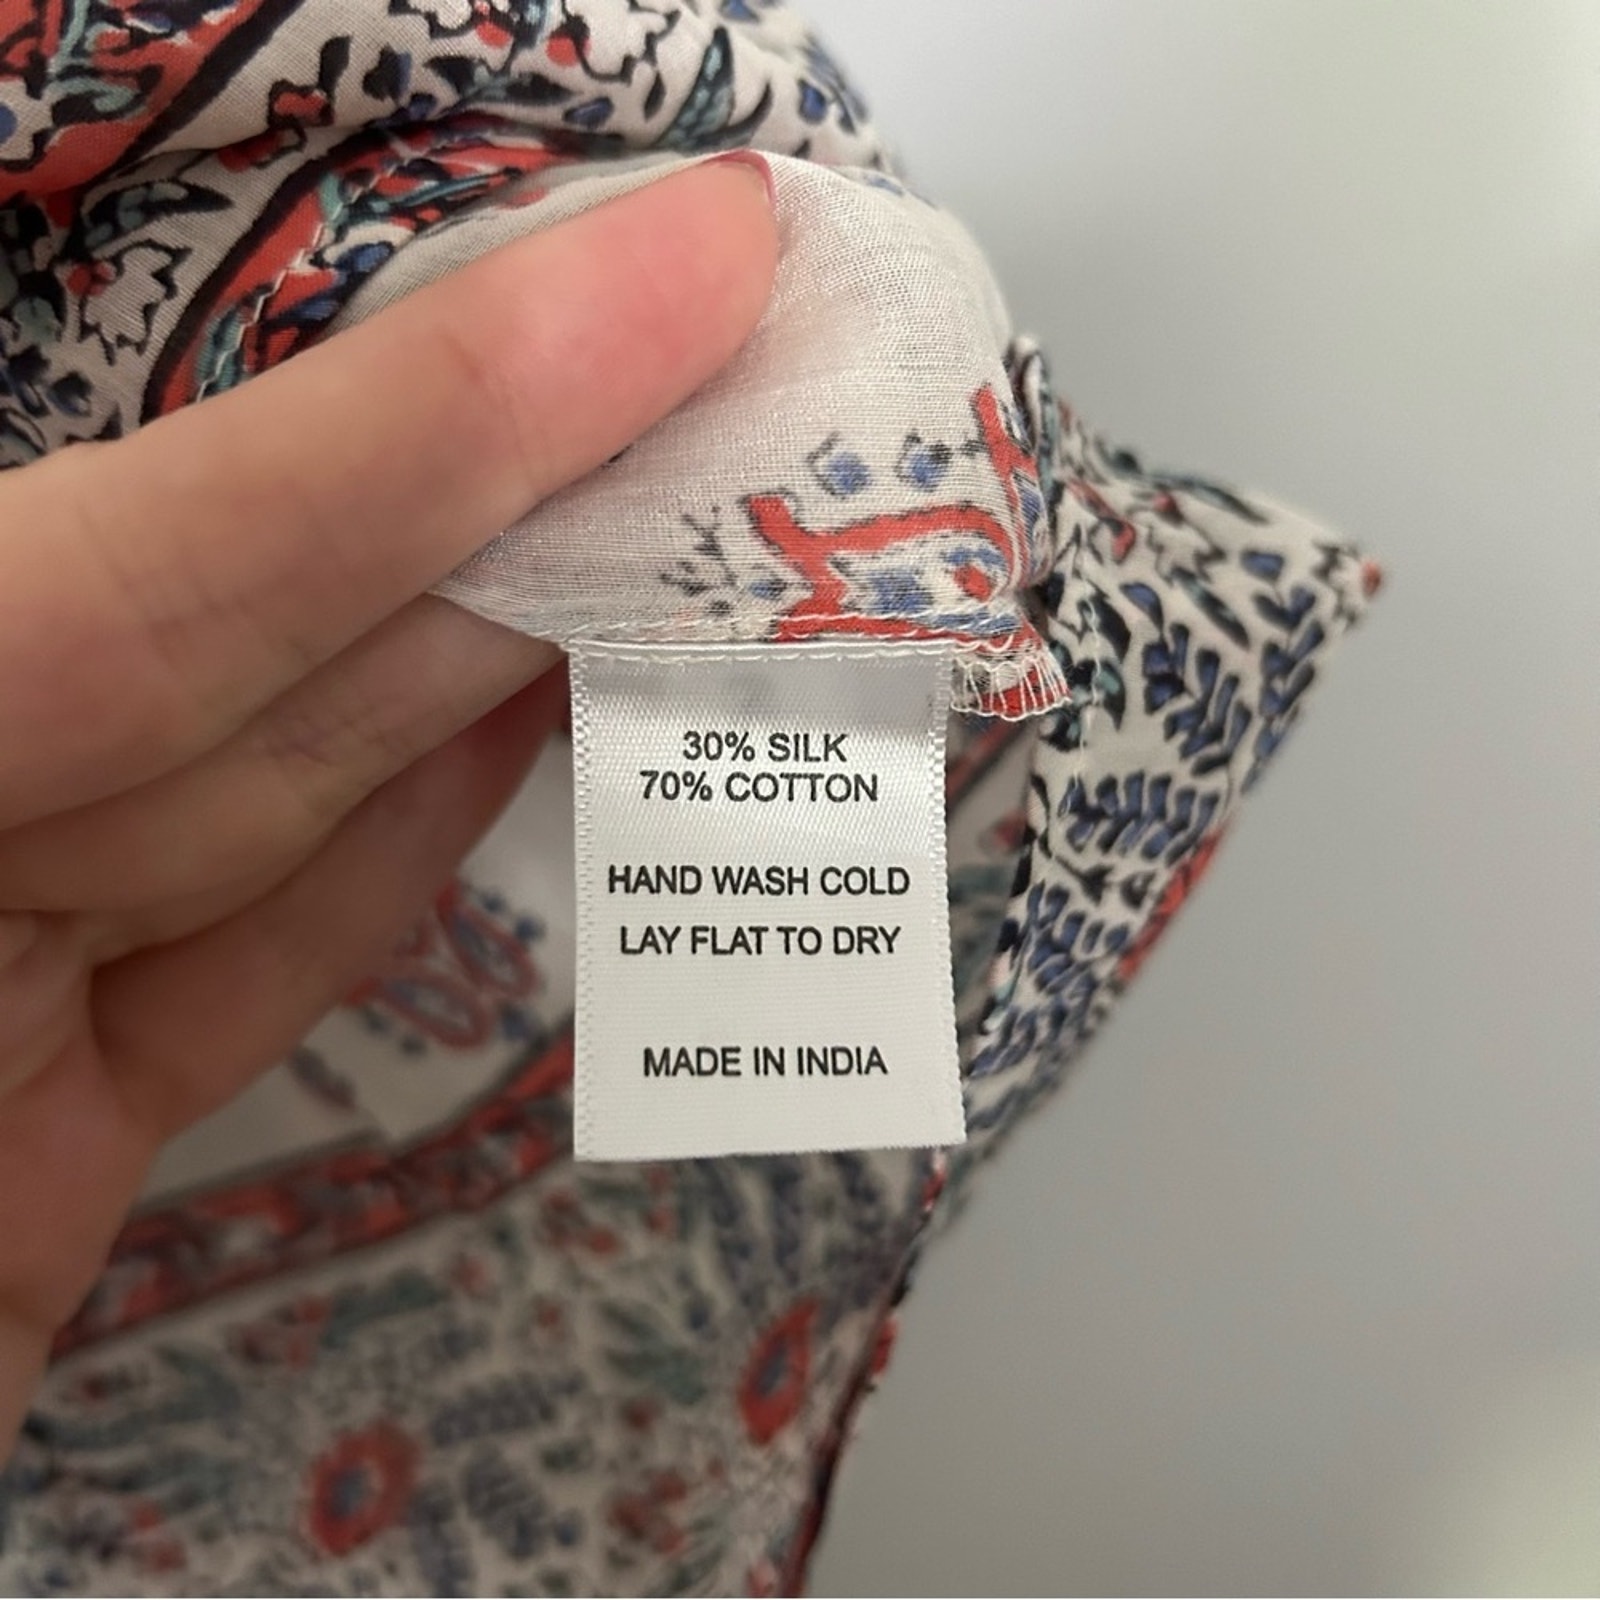 30% SILK
70% COTTON
HAND WASH COLD
LAY FLAT TO DRY
MADE IN INDIA